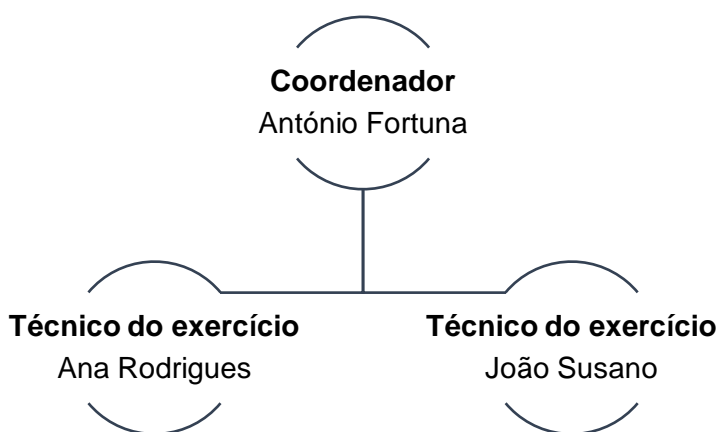 Coordenador
António Fortuna
Técnico do exercício
Ana Rodrigues
Técnico do exercício
João Susano